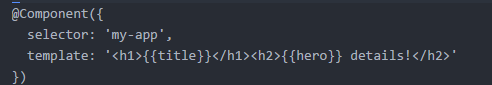 @Component({
  selector: 'my-app',
  template: '<h1>{{title}}</h1><h2>{{hero}} details!</h2>'
})